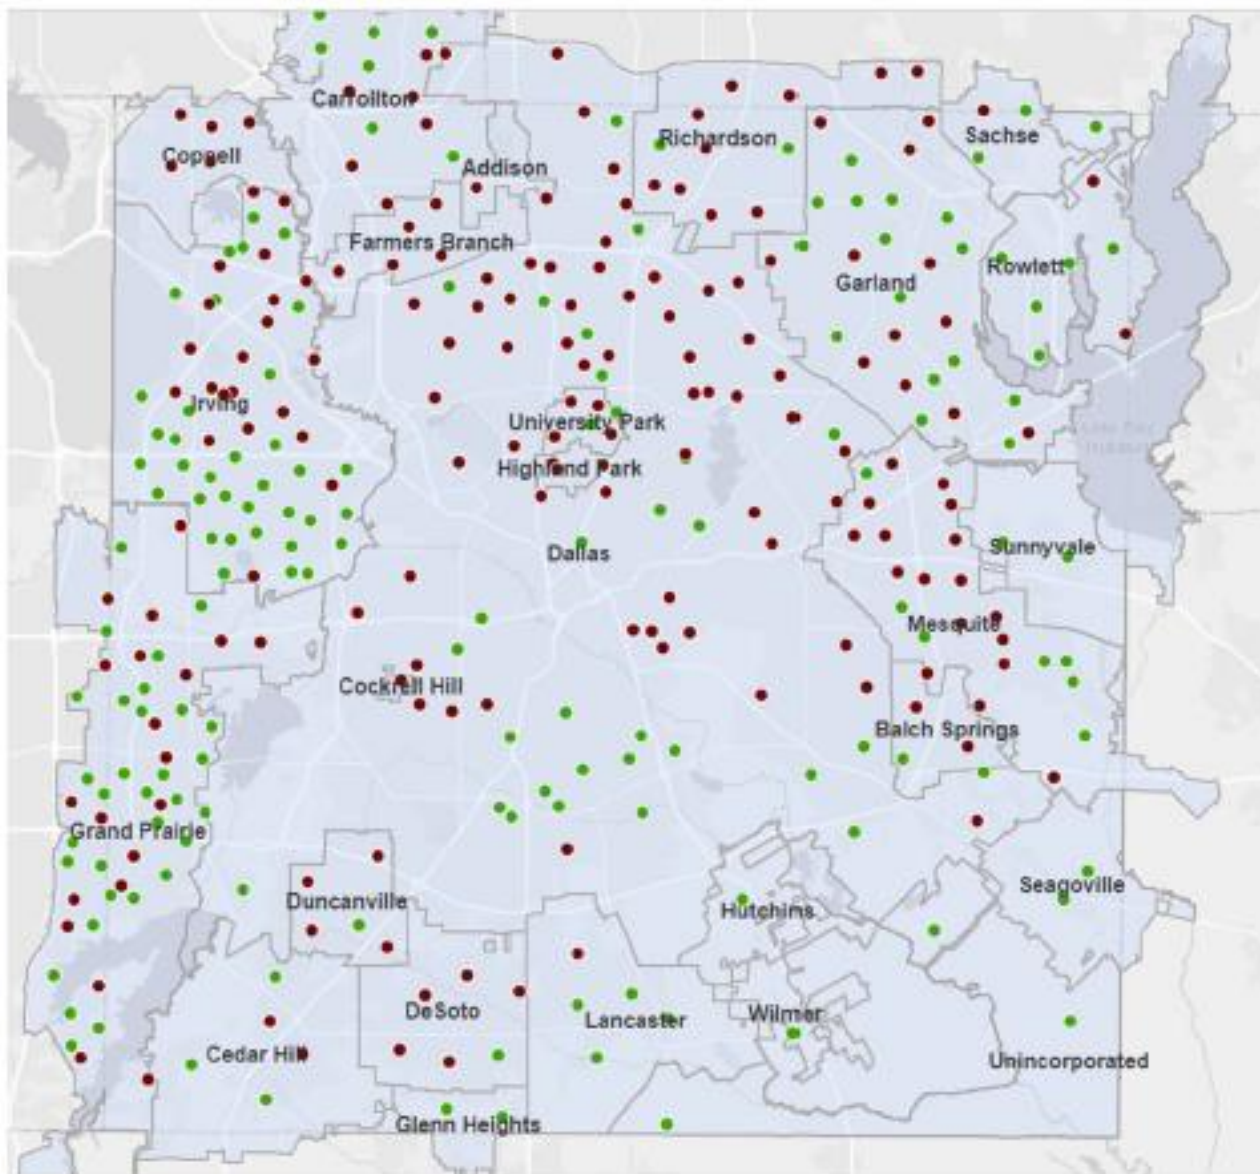 Carrollton
Coppell
Richardson
Sachse
Addison
Farmers Branch
Rowlett
Garland
Irving
University Park
Highland Park
Dallas
Sunnyvale
Mesquite
Cockrell Hill
Balch Springs
Grand Prairie
Seagoville
Duncanville
Hutchins
DeSoto
Lancaster
Wilmer
Cedar Hill
Unincorporated
Glenn Heights